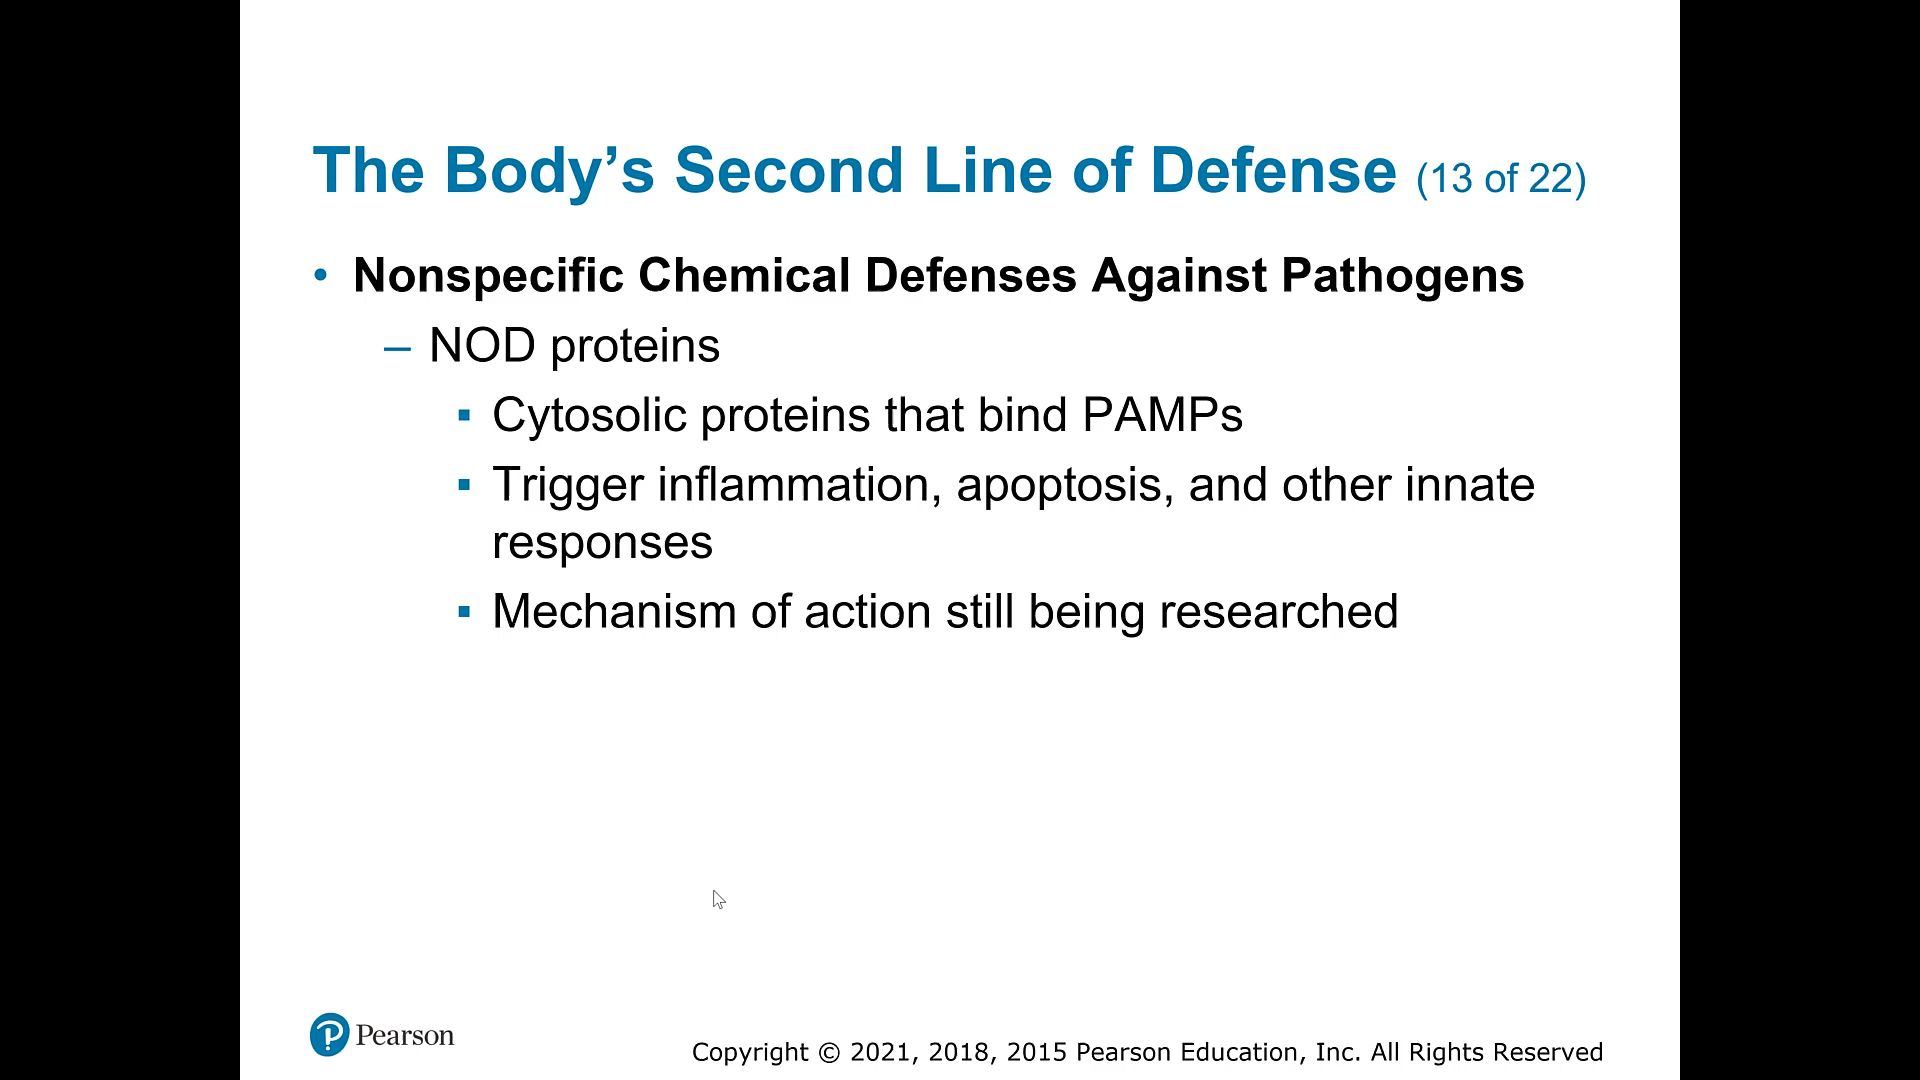 The Body’s Second Line of Defense (13 of 22)
• Nonspecific Chemical Defenses Against Pathogens
– NOD proteins
▪ Cytosolic proteins that bind PAMPs
▪ Trigger inflammation, apoptosis, and other innate
responses
▪ Mechanism of action still being researched
Pearson
Copyright © 2021, 2018, 2015 Pearson Education, Inc. All Rights Reserved